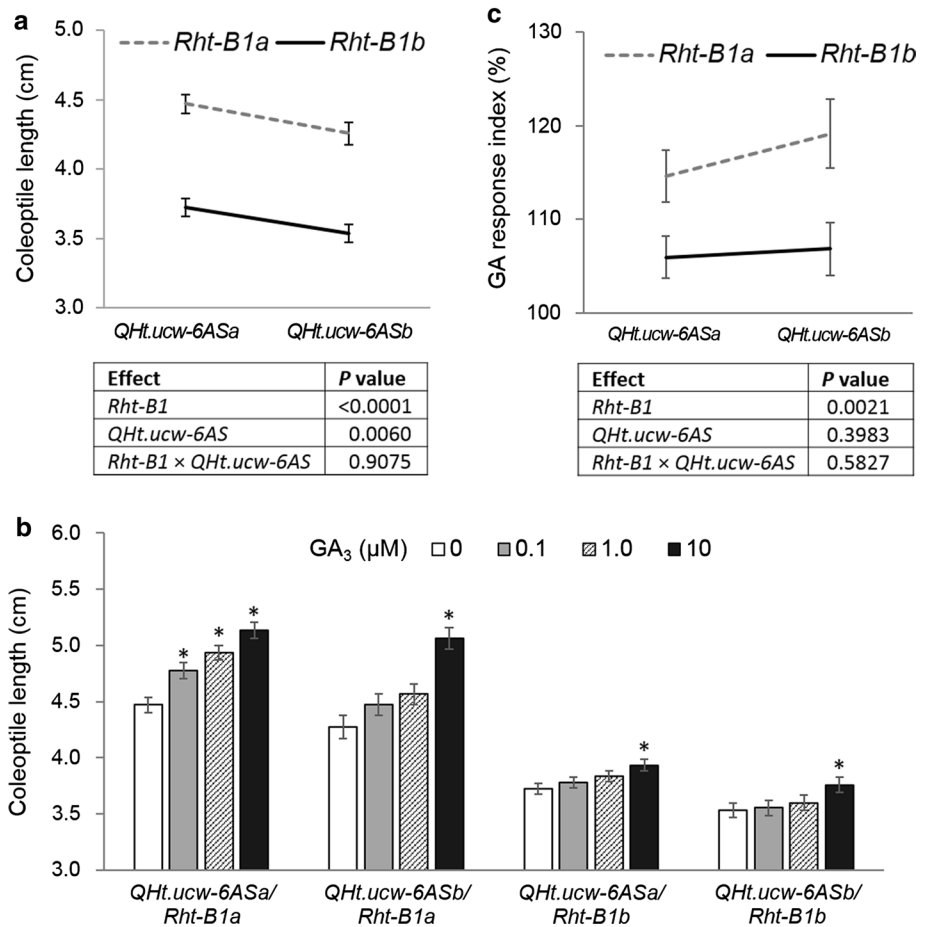 a
5.0
4.5
4.0
3.5
3.0
Coleoptile length (cm)
Rht-B1a
Rht-B1b
QHt.ucw-6ASa
QHt.ucw-6ASb
Effect P value
Rht-B1 <0.0001
QHt.ucw-6AS 0.0060
Rht-B1 × QHt.ucw-6AS 0.9075
c
130
120
110
100
GA response index (%)
Rht-B1a
Rht-B1b
QHt.ucw-6ASa
QHt.ucw-6ASb
Effect P value
Rht-B1 0.0021
QHt.ucw-6AS 0.3983
Rht-B1 × QHt.ucw-6AS 0.5827
b
6.0
5.5
5.0
4.5
4.0
3.5
3.0
Coleoptile length (cm)
GA₃ (µM) 0 0.1 1.0 10
*
*
*
*
*
*
QHt.ucw-6ASa/
Rht-B1a
QHt.ucw-6ASb/
Rht-B1a
QHt.ucw-6ASa/
Rht-B1b
QHt.ucw-6ASb/
Rht-B1b